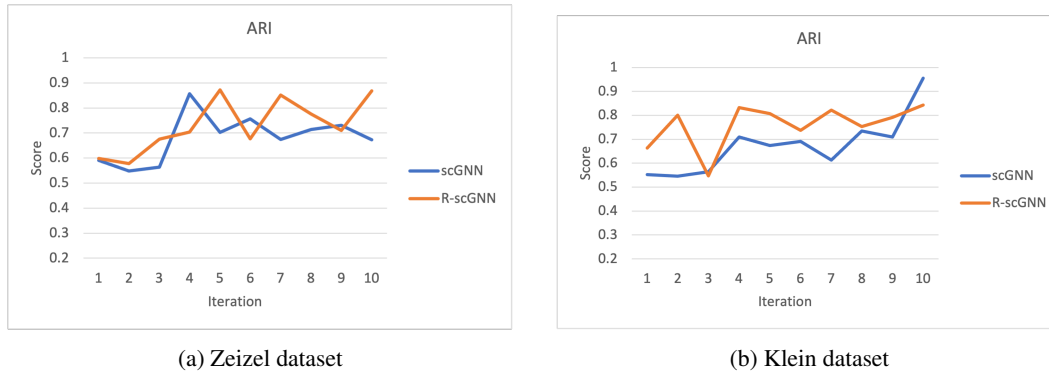 ARI
1
0.9
0.8
0.7
0.6
0.5
0.4
0.3
0.2
Score
1 2 3 4 5 6 7 8 9 10
Iteration
scGNN
R-scGNN
(a) Zeizel dataset
ARI
1
0.9
0.8
0.7
0.6
0.5
0.4
0.3
0.2
Score
1 2 3 4 5 6 7 8 9 10
Iteration
scGNN
R-scGNN
(b) Klein dataset